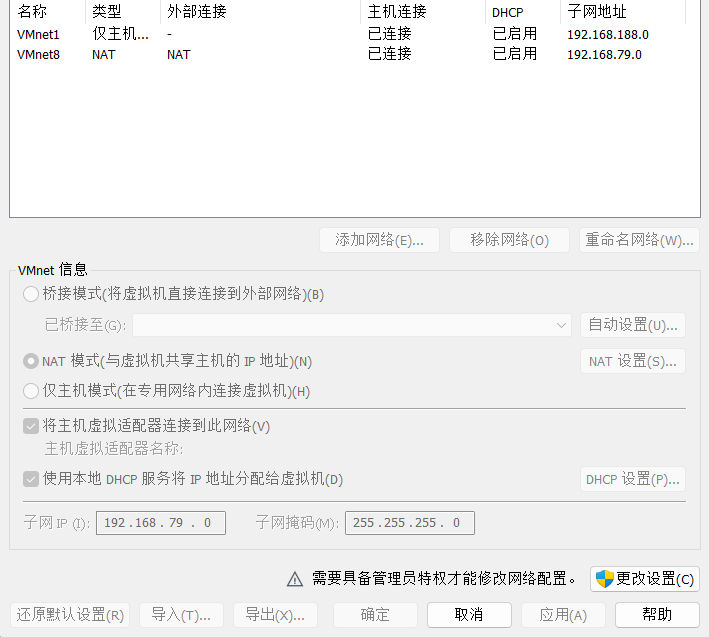 名称 类型 外部连接 主机连接 DHCP 子网地址
VMnet1 仅主机... - 已连接 已启用 192.168.188.0
VMnet8 NAT NAT 已连接 已启用 192.168.79.0
添加网络(E)... 移除网络(O) 重命名网络(W)...
VMnet 信息
桥接模式(将虚拟机直接连接到外部网络)(B)
已桥接至(G): 自动设置(U)...
NAT 模式(与虚拟机共享主机的 IP 地址)(N) NAT 设置(S)...
仅主机模式(在专用网络内连接虚拟机)(H)
将主机虚拟适配器连接到此网络(V)
主机虚拟适配器名称:
使用本地 DHCP 服务将 IP 地址分配给虚拟机(D) DHCP 设置(P)...
子网 IP (I): 192.168. 79 . 0 子网掩码(M): 255.255.255. 0
需要具备管理员特权才能修改网络配置。 更改设置(C)
还原默认设置(R) 导入(T)... 导出(X)... 确定 取消 应用(A) 帮助